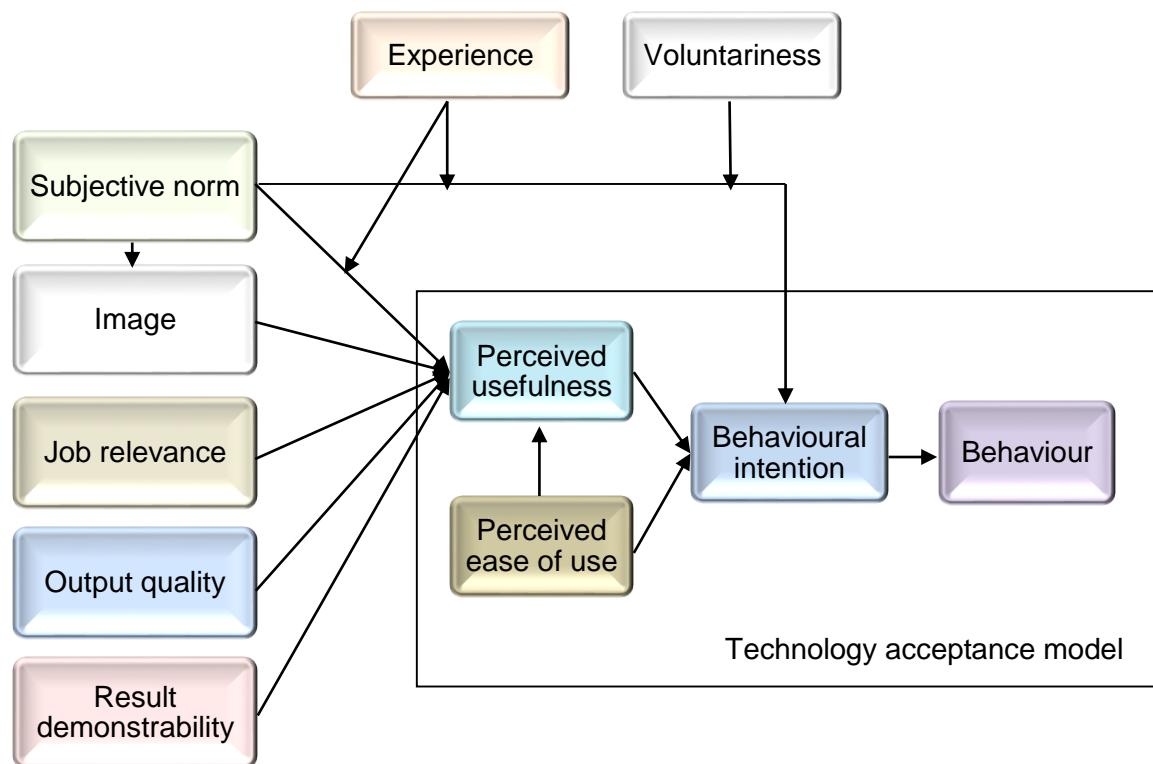 Experience
Voluntariness
Subjective norm
Image
Perceived
usefulness
Job relevance
Behavioural
intention
Behaviour
Perceived
ease of use
Output quality
Technology acceptance model
Result
demonstrability